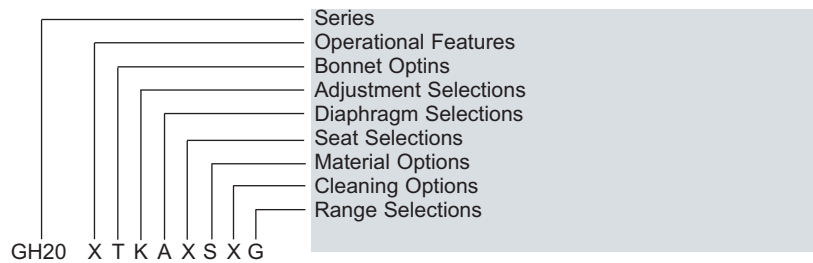 Series
Operational Features
Bonnet Optins
Adjustment Selections
Diaphragm Selections
Seat Selections
Material Options
Cleaning Options
Range Selections
GH20 X T K A X S X G